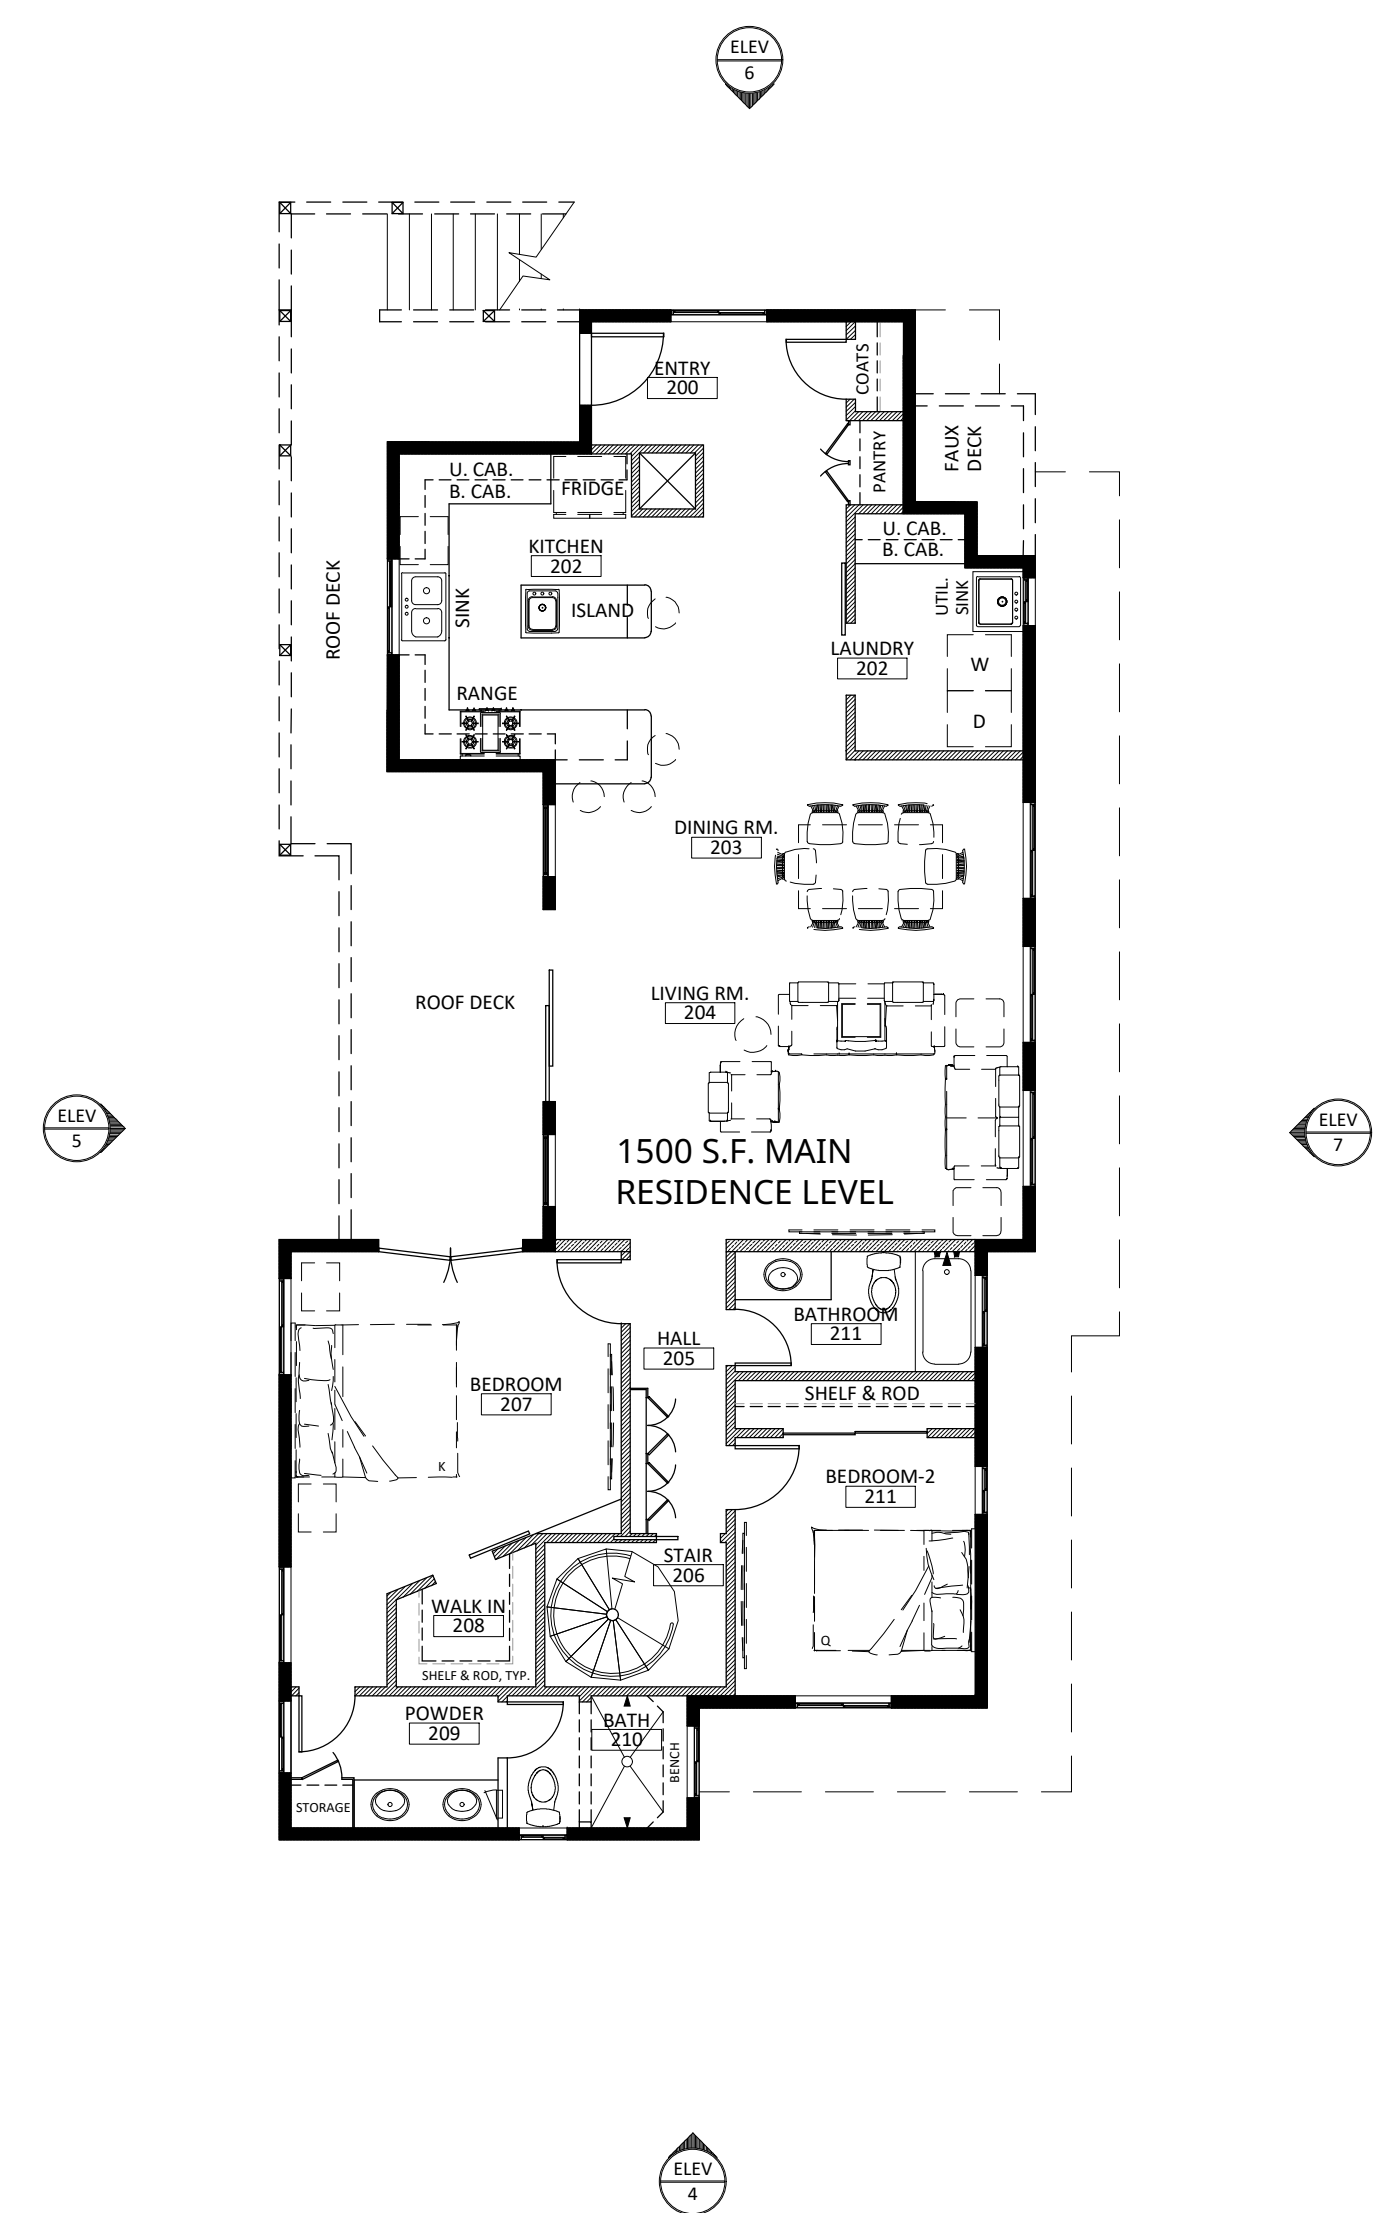 ELEV
6
ENTRY
200
COATS
PANTRY
FAUX
DECK
U. CAB.
B. CAB.
FRIDGE
U. CAB.
B. CAB.
KITCHEN
202
ROOF DECK
SINK
ISLAND
UTIL.
SINK
LAUNDRY
202
W
D
RANGE
DINING RM.
203
LIVING RM.
204
ROOF DECK
ELEV
5
ELEV
7
1500 S.F. MAIN
RESIDENCE LEVEL
BATHROOM
211
HALL
205
BEDROOM
207
SHELF & ROD
K
BEDROOM-2
211
STAIR
206
WALK IN
208
Q
SHELF & ROD, TYP.
POWDER
209
BATH
210
BENCH
STORAGE
ELEV
4